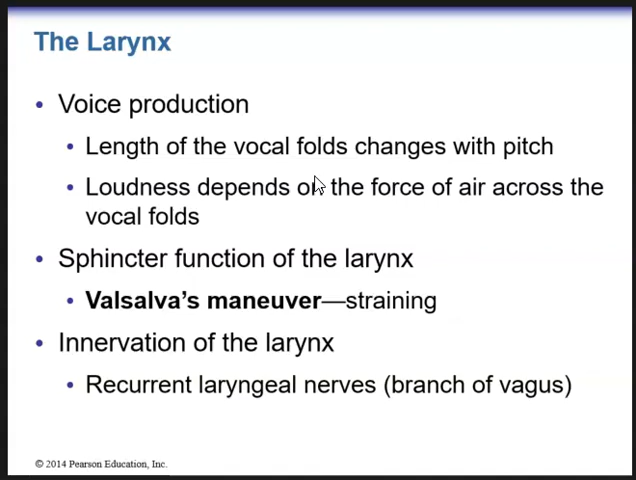 The Larynx
• Voice production
• Length of the vocal folds changes with pitch
• Loudness depends on the force of air across the
vocal folds
• Sphincter function of the larynx
• Valsalva’s maneuver—straining
• Innervation of the larynx
• Recurrent laryngeal nerves (branch of vagus)
© 2014 Pearson Education, Inc.